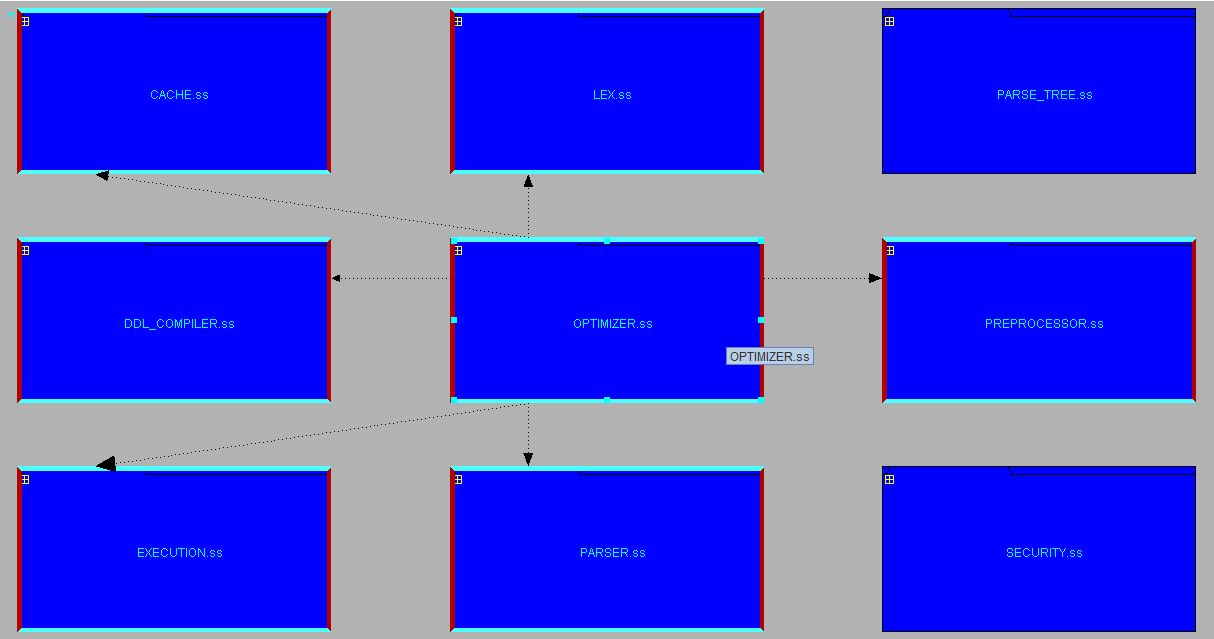 CACHE.ss
LEX.ss
PARSE_TREE.ss
DDL_COMPILER.ss
OPTIMIZER.ss
PREPROCESSOR.ss
OPTIMIZER.ss
EXECUTION.ss
PARSER.ss
SECURITY.ss